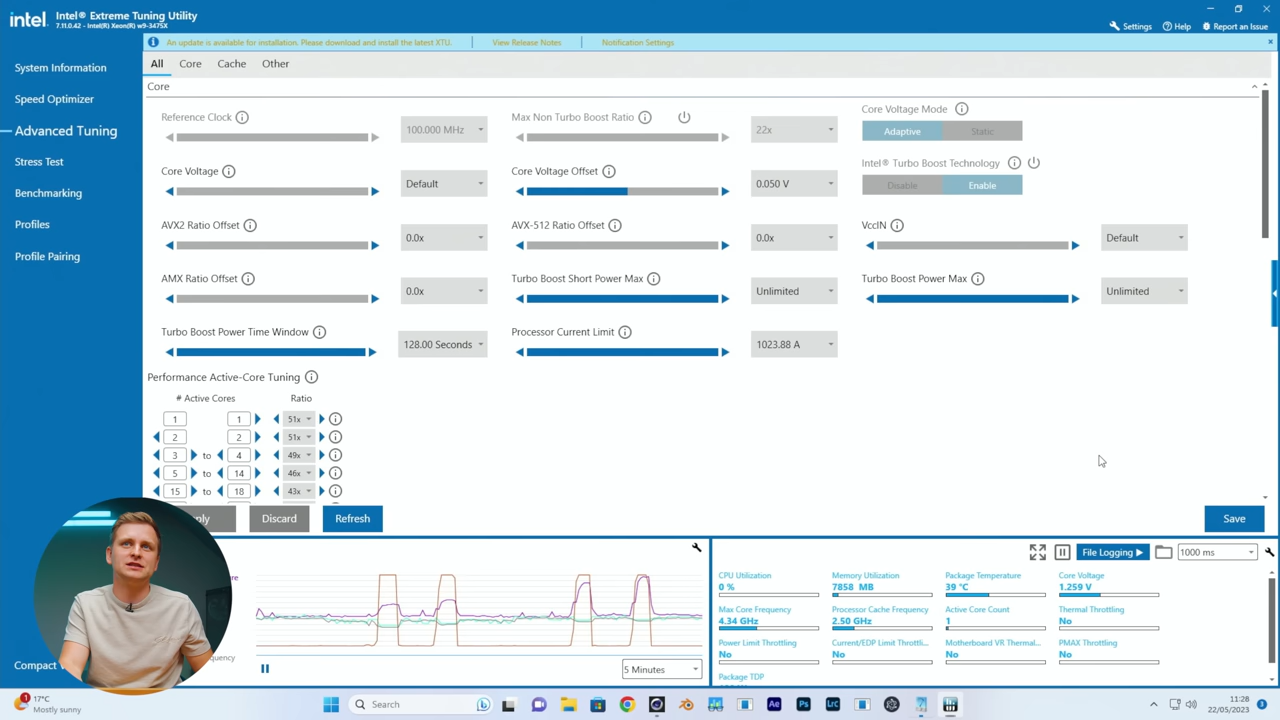 intel
Intel® Extreme Tuning Utility
7.11.0.42 - Intel(R) Xeon(R) w9-3475X
Settings
Help
Report an Issue
An update is available for installation. Please download and install the latest XTU.
View Release Notes
Notification Settings
System Information
Speed Optimizer
Advanced Tuning
Stress Test
Benchmarking
Profiles
Profile Pairing
All
Core
Cache
Other
Core
Reference Clock
100.000 MHz
Max Non Turbo Boost Ratio
22x
Core Voltage Mode
Adaptive
Static
Core Voltage
Default
Core Voltage Offset
0.050 V
Intel® Turbo Boost Technology
Disable
Enable
AVX2 Ratio Offset
0.0x
AVX-512 Ratio Offset
0.0x
VccIN
Default
AMX Ratio Offset
0.0x
Turbo Boost Short Power Max
Unlimited
Turbo Boost Power Max
Unlimited
Turbo Boost Power Time Window
128.00 Seconds
Processor Current Limit
1023.88 A
Performance Active-Core Tuning
# Active Cores
Ratio
1 1 51x
2 2 51x
3 to 4 49x
5 to 14 46x
15 to 18 43x
Discard
Refresh
Save
File Logging
1000 ms
CPU Utilization
0 %
Memory Utilization
7858 MB
Package Temperature
39 °C
Core Voltage
1.259 V
Max Core Frequency
4.34 GHz
Processor Cache Frequency
2.50 GHz
Active Core Count
1
Thermal Throttling
No
Power Limit Throttling
No
Current/EDP Limit Throttli...
No
Motherboard VR Thermal...
No
PMAX Throttling
No
Package TDP
5 Minutes
Compact V
1
17°C
Mostly sunny
Search
Ae
Ps
Lrc
11:28
22/05/2023
3